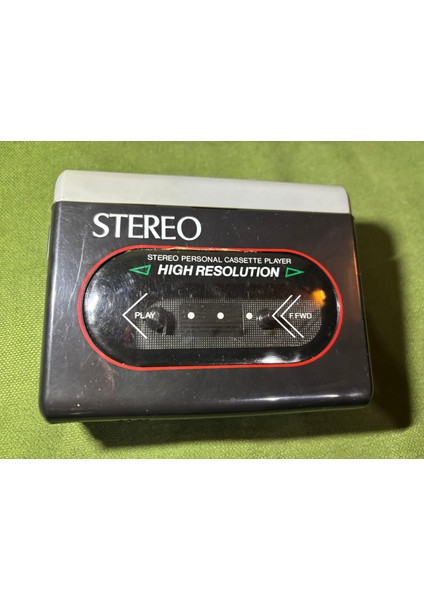 STEREO
STEREO PERSONAL CASSETTE PLAYER
HIGH RESOLUTION
PLAY
F.FWD